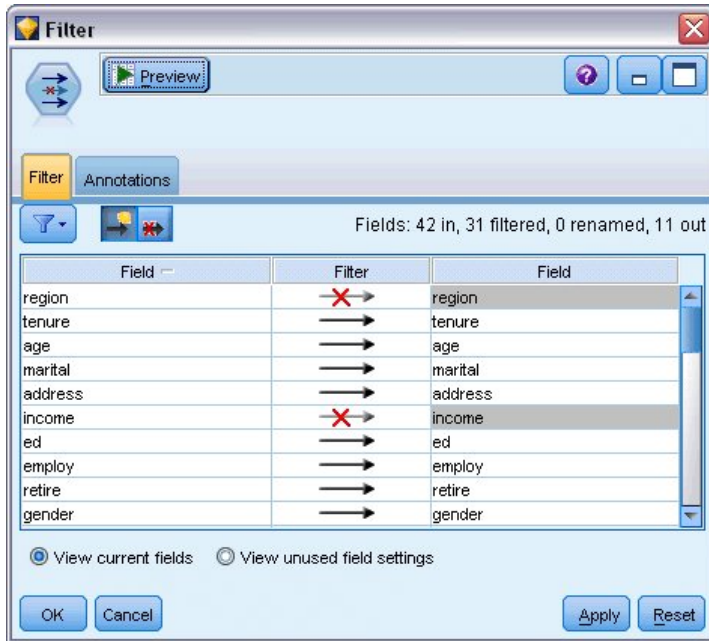 Filter
Preview
Filter
Annotations
Fields: 42 in, 31 filtered, 0 renamed, 11 out
Field Filter Field
region region
tenure tenure
age age
marital marital
address address
income income
ed ed
employ employ
retire retire
gender gender
View current fields View unused field settings
OK Cancel Apply Reset